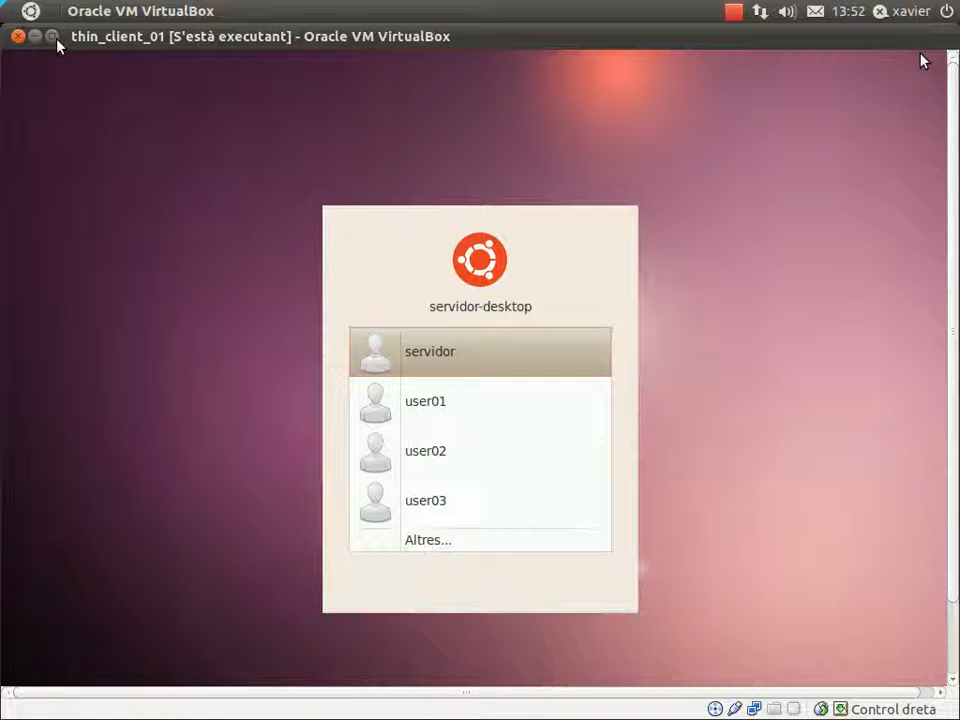 Oracle VM VirtualBox
13:52
xavier
thin_client_01 [S'està executant] - Oracle VM VirtualBox
servidor-desktop
servidor
user01
user02
user03
Altres...
Control dreta